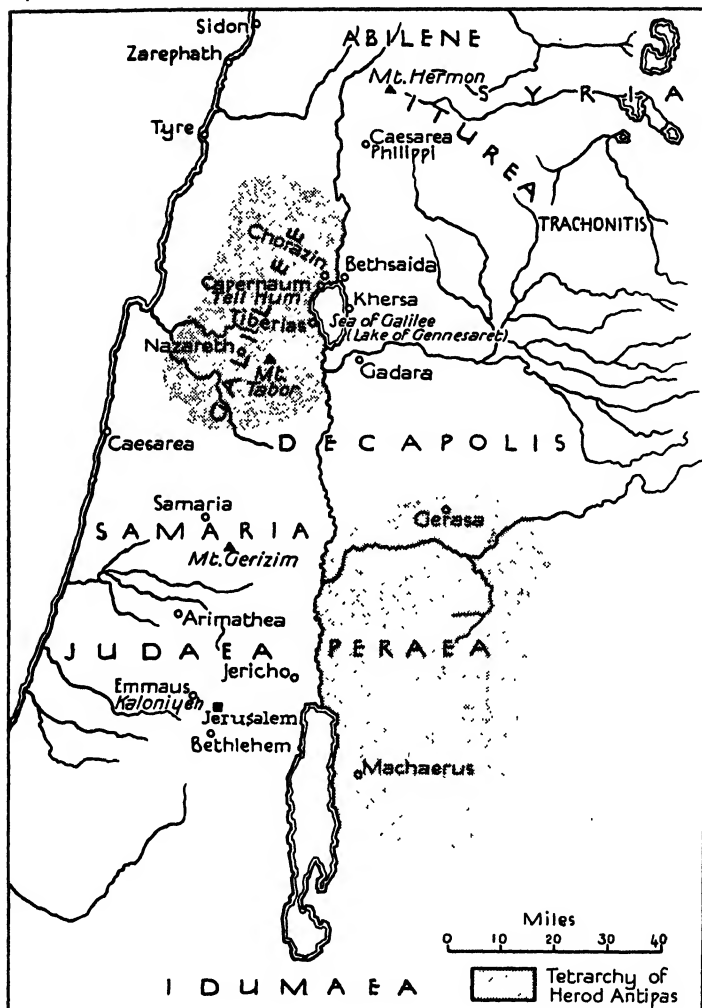 Sidon
ABILENE
Zarephath
Mt. Hermon
SYRIA
Tyre
ITUREA
Caesarea
Philippi
TRACHONITIS
GALILEE
Chorazin
Bethsaida
Capernaum
Tell Hum
Khersa
Tiberias
Sea of Galilee
(Lake of Gennesaret)
Nazareth
Mt.
Tabor
Gadara
Caesarea
DECAPOLIS
Samaria
Gerasa
SAMARIA
Mt. Gerizim
Arimathea
JUDAEA
PERAEA
Jericho
Emmaus
Kaloniyeh
Jerusalem
Bethlehem
Machaerus
Miles
0 10 20 30 40
IDUMAEA
Tetrarchy of
Herod Antipas